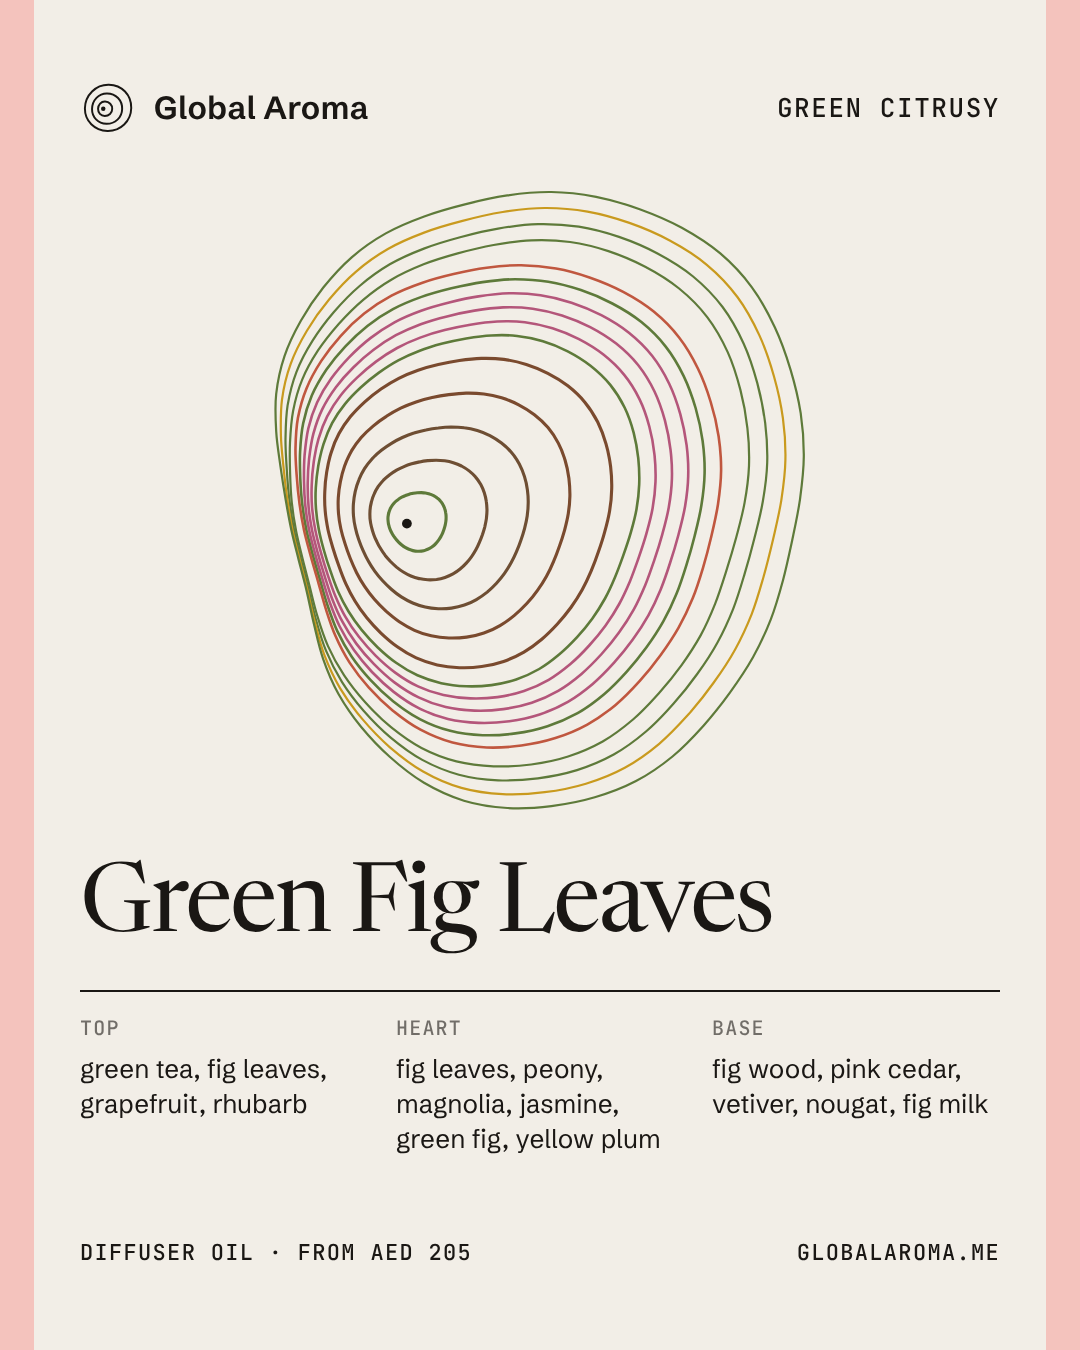 Global Aroma
GREEN CITRUSY
Green Fig Leaves
TOP
green tea, fig leaves,
grapefruit, rhubarb
HEART
fig leaves, peony,
magnolia, jasmine,
green fig, yellow plum
BASE
fig wood, pink cedar,
vetiver, nougat, fig milk
DIFFUSER OIL · FROM AED 205
GLOBALAROMA.ME